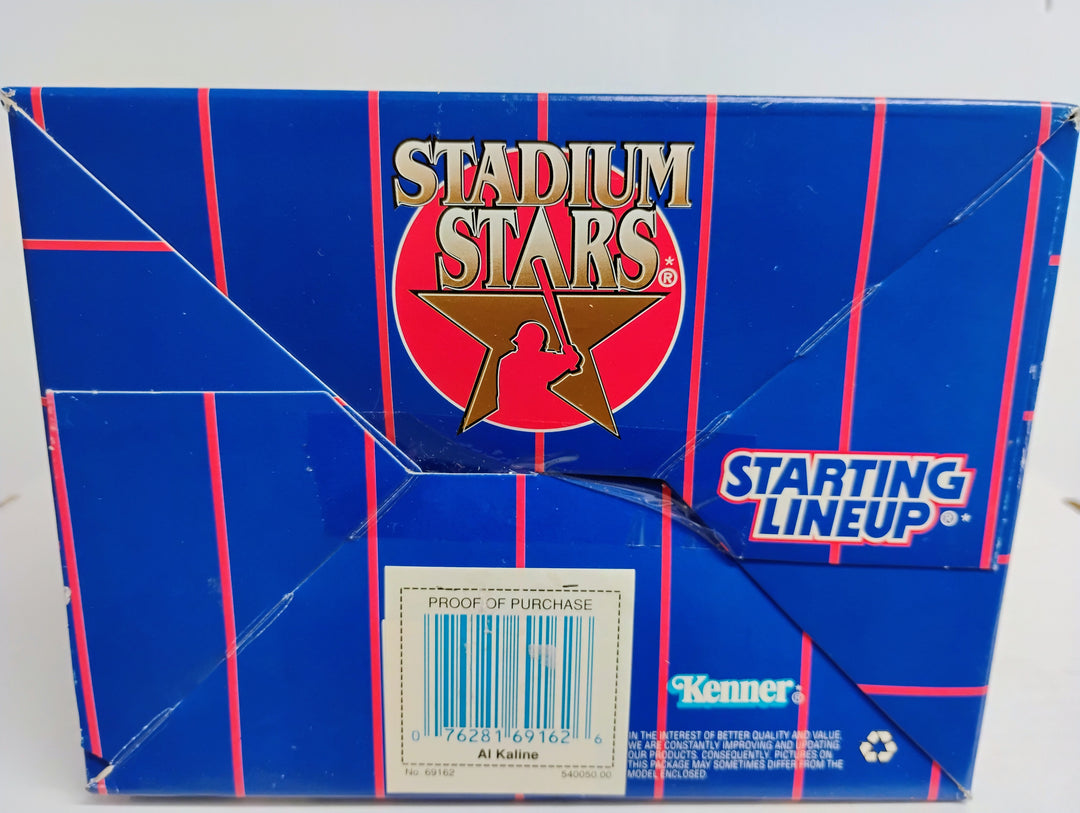 STADIUM
STARS®*
STARTING
LINEUP®*
PROOF OF PURCHASE
0 76281 69162 6
Al Kaline
No. 69162 540050.00
Kenner®
IN THE INTEREST OF BETTER QUALITY AND VALUE,
WE ARE CONSTANTLY IMPROVING AND UPDATING
OUR PRODUCTS. CONSEQUENTLY, PICTURES ON
THIS PACKAGE MAY SOMETIMES DIFFER FROM THE
MODEL ENCLOSED.